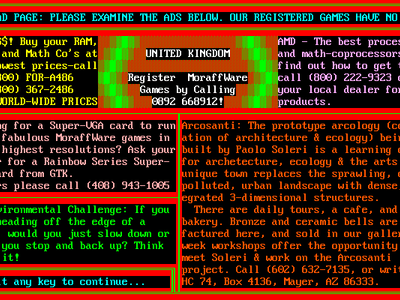 D PAGE: PLEASE EXAMINE THE ADS BELOW. OUR REGISTERED GAMES HAVE NO
$$! Buy your RAM,
and Math Co's at
owest prices-call
800) FOR-A486
800) 367-2486
WORLD-WIDE PRICES
UNITED KINGDOM
Register MoraffWare
Games by Calling
0892 668912!
AMD - The best proces
and math-coprocessors
find out how to get t
call (800) 222-9323 o
your local dealer for
products.
ng for a Super-VGA card to run
fabulous MoraffWare games in
highest resolutions? Ask your
r for a Rainbow Series Super-
ard from GTK.
rs please call (408) 943-1005
vironmental Challenge: If you
heading off the edge of a
would you just slow down or
you stop and back up? Think
it!
t any key to continue...
Arcosanti: The prototype arcology (co
ation of architecture & ecology) bein
built by Paolo Soleri is a learning c
for archetecture, ecology & the arts
unique town replaces the sprawling,
polluted, urban landscape with dense
egrated 3-dimensional structures.
There are daily tours, a cafe, and
bakery. Bronze and ceramic bells are
factured here, and sold in our galler
week workshops offer the opportunity
meet Soleri & work on the Arcosanti
project. Call (602) 632-7135, or writ
HC 74, Box 4136, Mayer, AZ 86333.